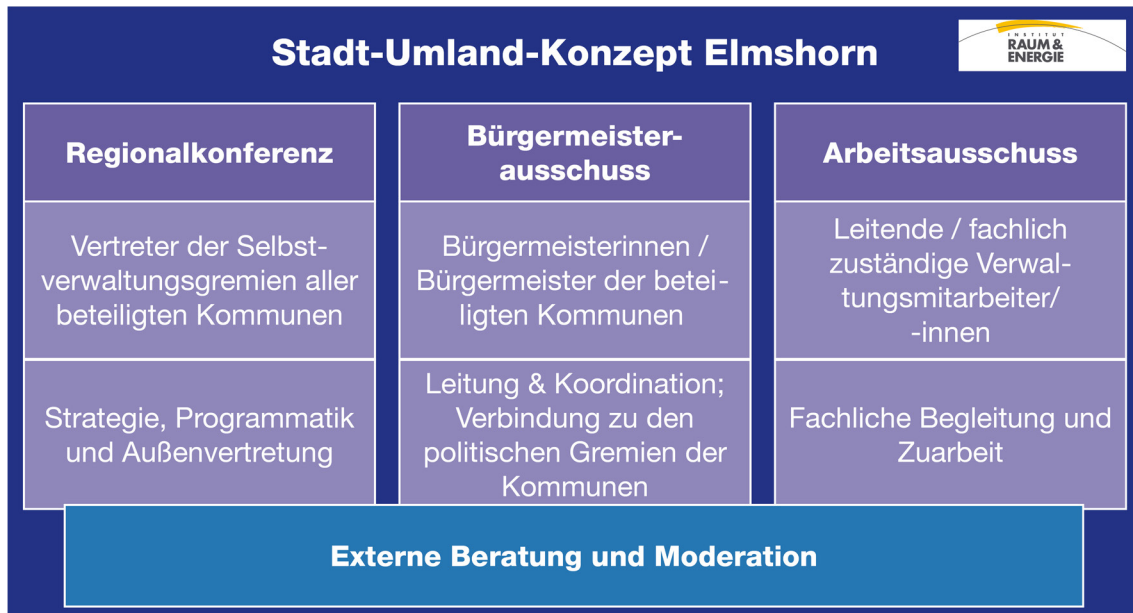 Stadt-Umland-Konzept Elmshorn
INSTITUT
RAUM &
ENERGIE
Regionalkonferenz
Vertreter der Selbst-
verwaltungsgremien aller
beteiligten Kommunen
Strategie, Programmatik
und Außenvertretung
Bürgermeister-
ausschuss
Bürgermeisterinnen /
Bürgermeister der betei-
ligten Kommunen
Leitung & Koordination;
Verbindung zu den
politischen Gremien der
Kommunen
Arbeitsausschuss
Leitende / fachlich
zuständige Verwal-
tungsmitarbeiter/
-innen
Fachliche Begleitung und
Zuarbeit
Externe Beratung und Moderation